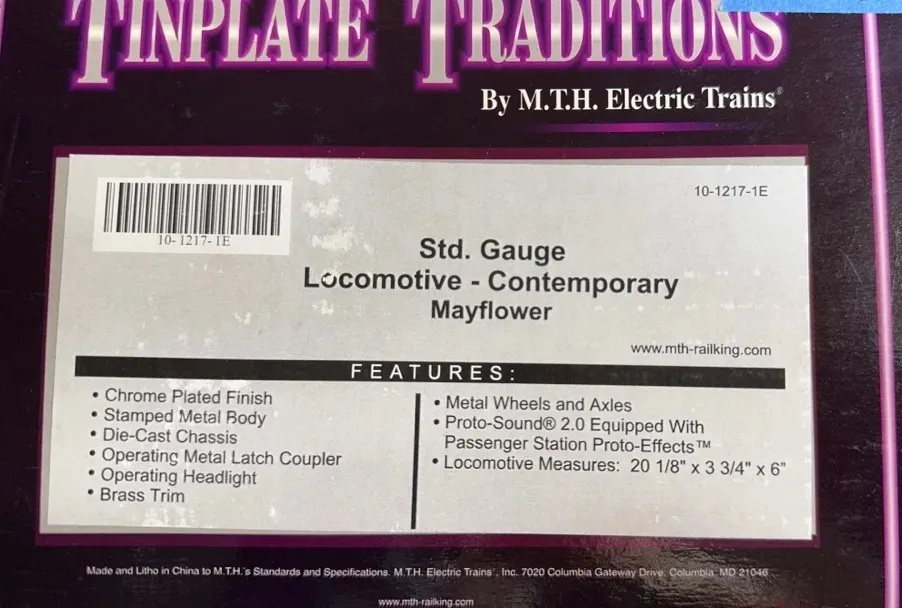 TINPLATE TRADITIONS
By M.T.H. Electric Trains®
10-1217-1E
10-1217-1E
Std. Gauge
Locomotive - Contemporary
Mayflower
www.mth-railking.com
FEATURES:
• Chrome Plated Finish
• Stamped Metal Body
• Die-Cast Chassis
• Operating Metal Latch Coupler
• Operating Headlight
• Brass Trim
• Metal Wheels and Axles
• Proto-Sound® 2.0 Equipped With
Passenger Station Proto-Effects™
• Locomotive Measures: 20 1/8" x 3 3/4" x 6"
Made and Litho in China to M.T.H.'s Standards and Specifications. M.T.H. Electric Trains®, Inc. 7020 Columbia Gateway Drive, Columbia, MD 21046
www.mth-railking.com